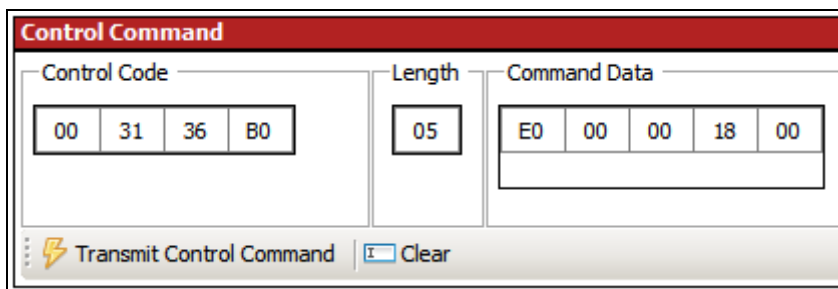 Control Command
Control Code Length Command Data
00 31 36 B0 05 E0 00 00 18 00
Transmit Control Command Clear